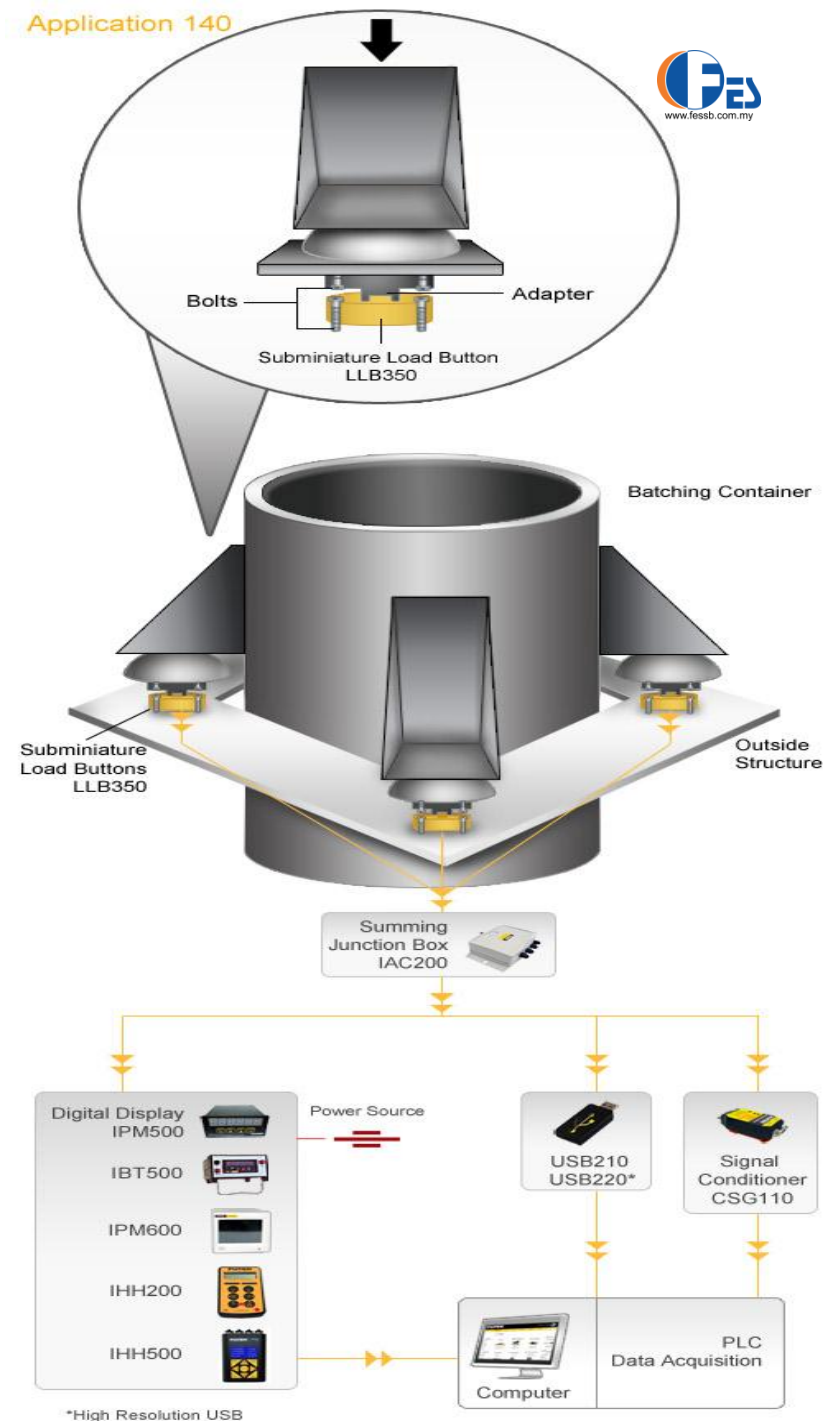 Application 140
FES
www.fessb.com.my
Bolts
Adapter
Subminiature Load Button
LLB350
Batching Container
Subminiature
Load Buttons
LLB350
Outside
Structure
Summing
Junction Box
IAC200
Digital Display
IPM500
Power Source
IBT500
IPM600
IHH200
IHH500
USB210
USB220*
Signal
Conditioner
CSG110
Computer
PLC
Data Acquisition
*High Resolution USB